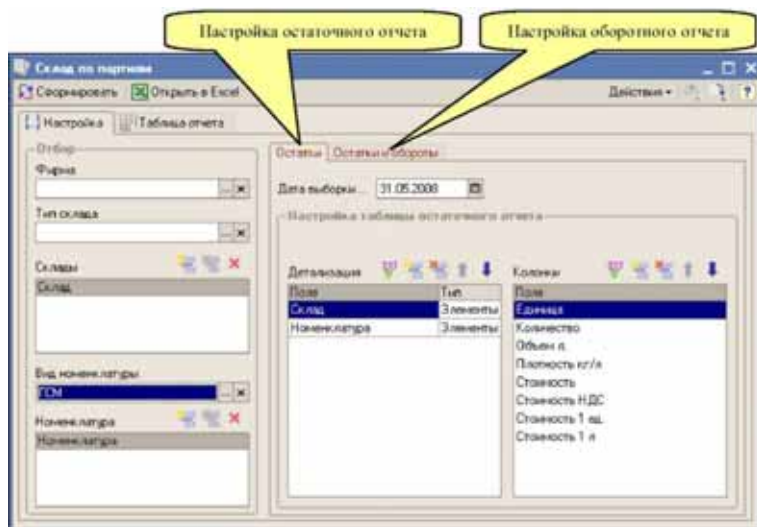 Настройка остаточного отчета
Настройка оборотного отчета
Склад по партиям
Сформировать Открыть в Excel Действия
Настройка Таблица отчета
Отбор
Остатки Остатки и обороты
Фирма
Дата выборки... 31.05.2008
Тип склада
Настройка таблицы остаточного отчета
Склады
Детализация Колонки
Склад
Поле Тип Поле
Склад Элементы Единица
Номенклатура Элементы Количество
Объем л.
Плотность кг/л
Вид номенклатуры
Стоимость
ГСМ
Стоимость НДС
Номенклатура
Стоимость 1 ед.
Номенклатура
Стоимость 1 л